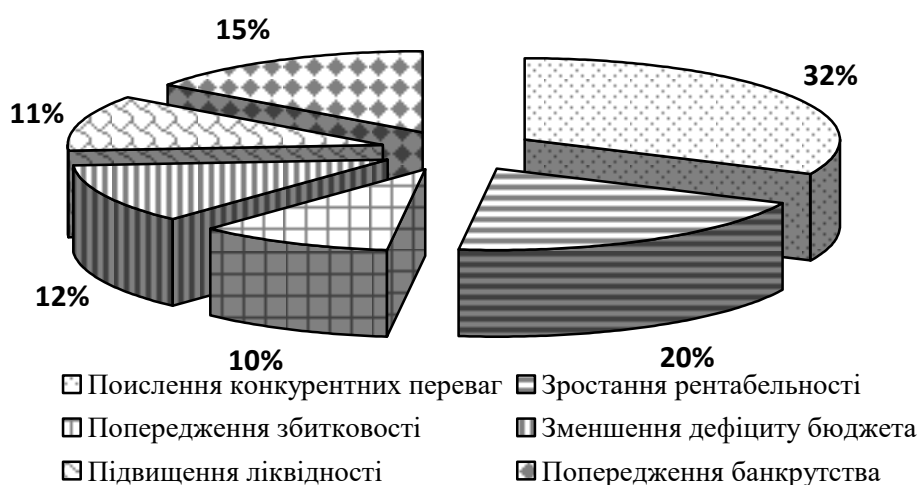 15%
32%
11%
12%
10%
20%
Поислення конкурентних переваг Зростання рентабельності
Попередження збитковості Зменшення дефіциту бюджета
Підвищення ліквідності Попередження банкрутства